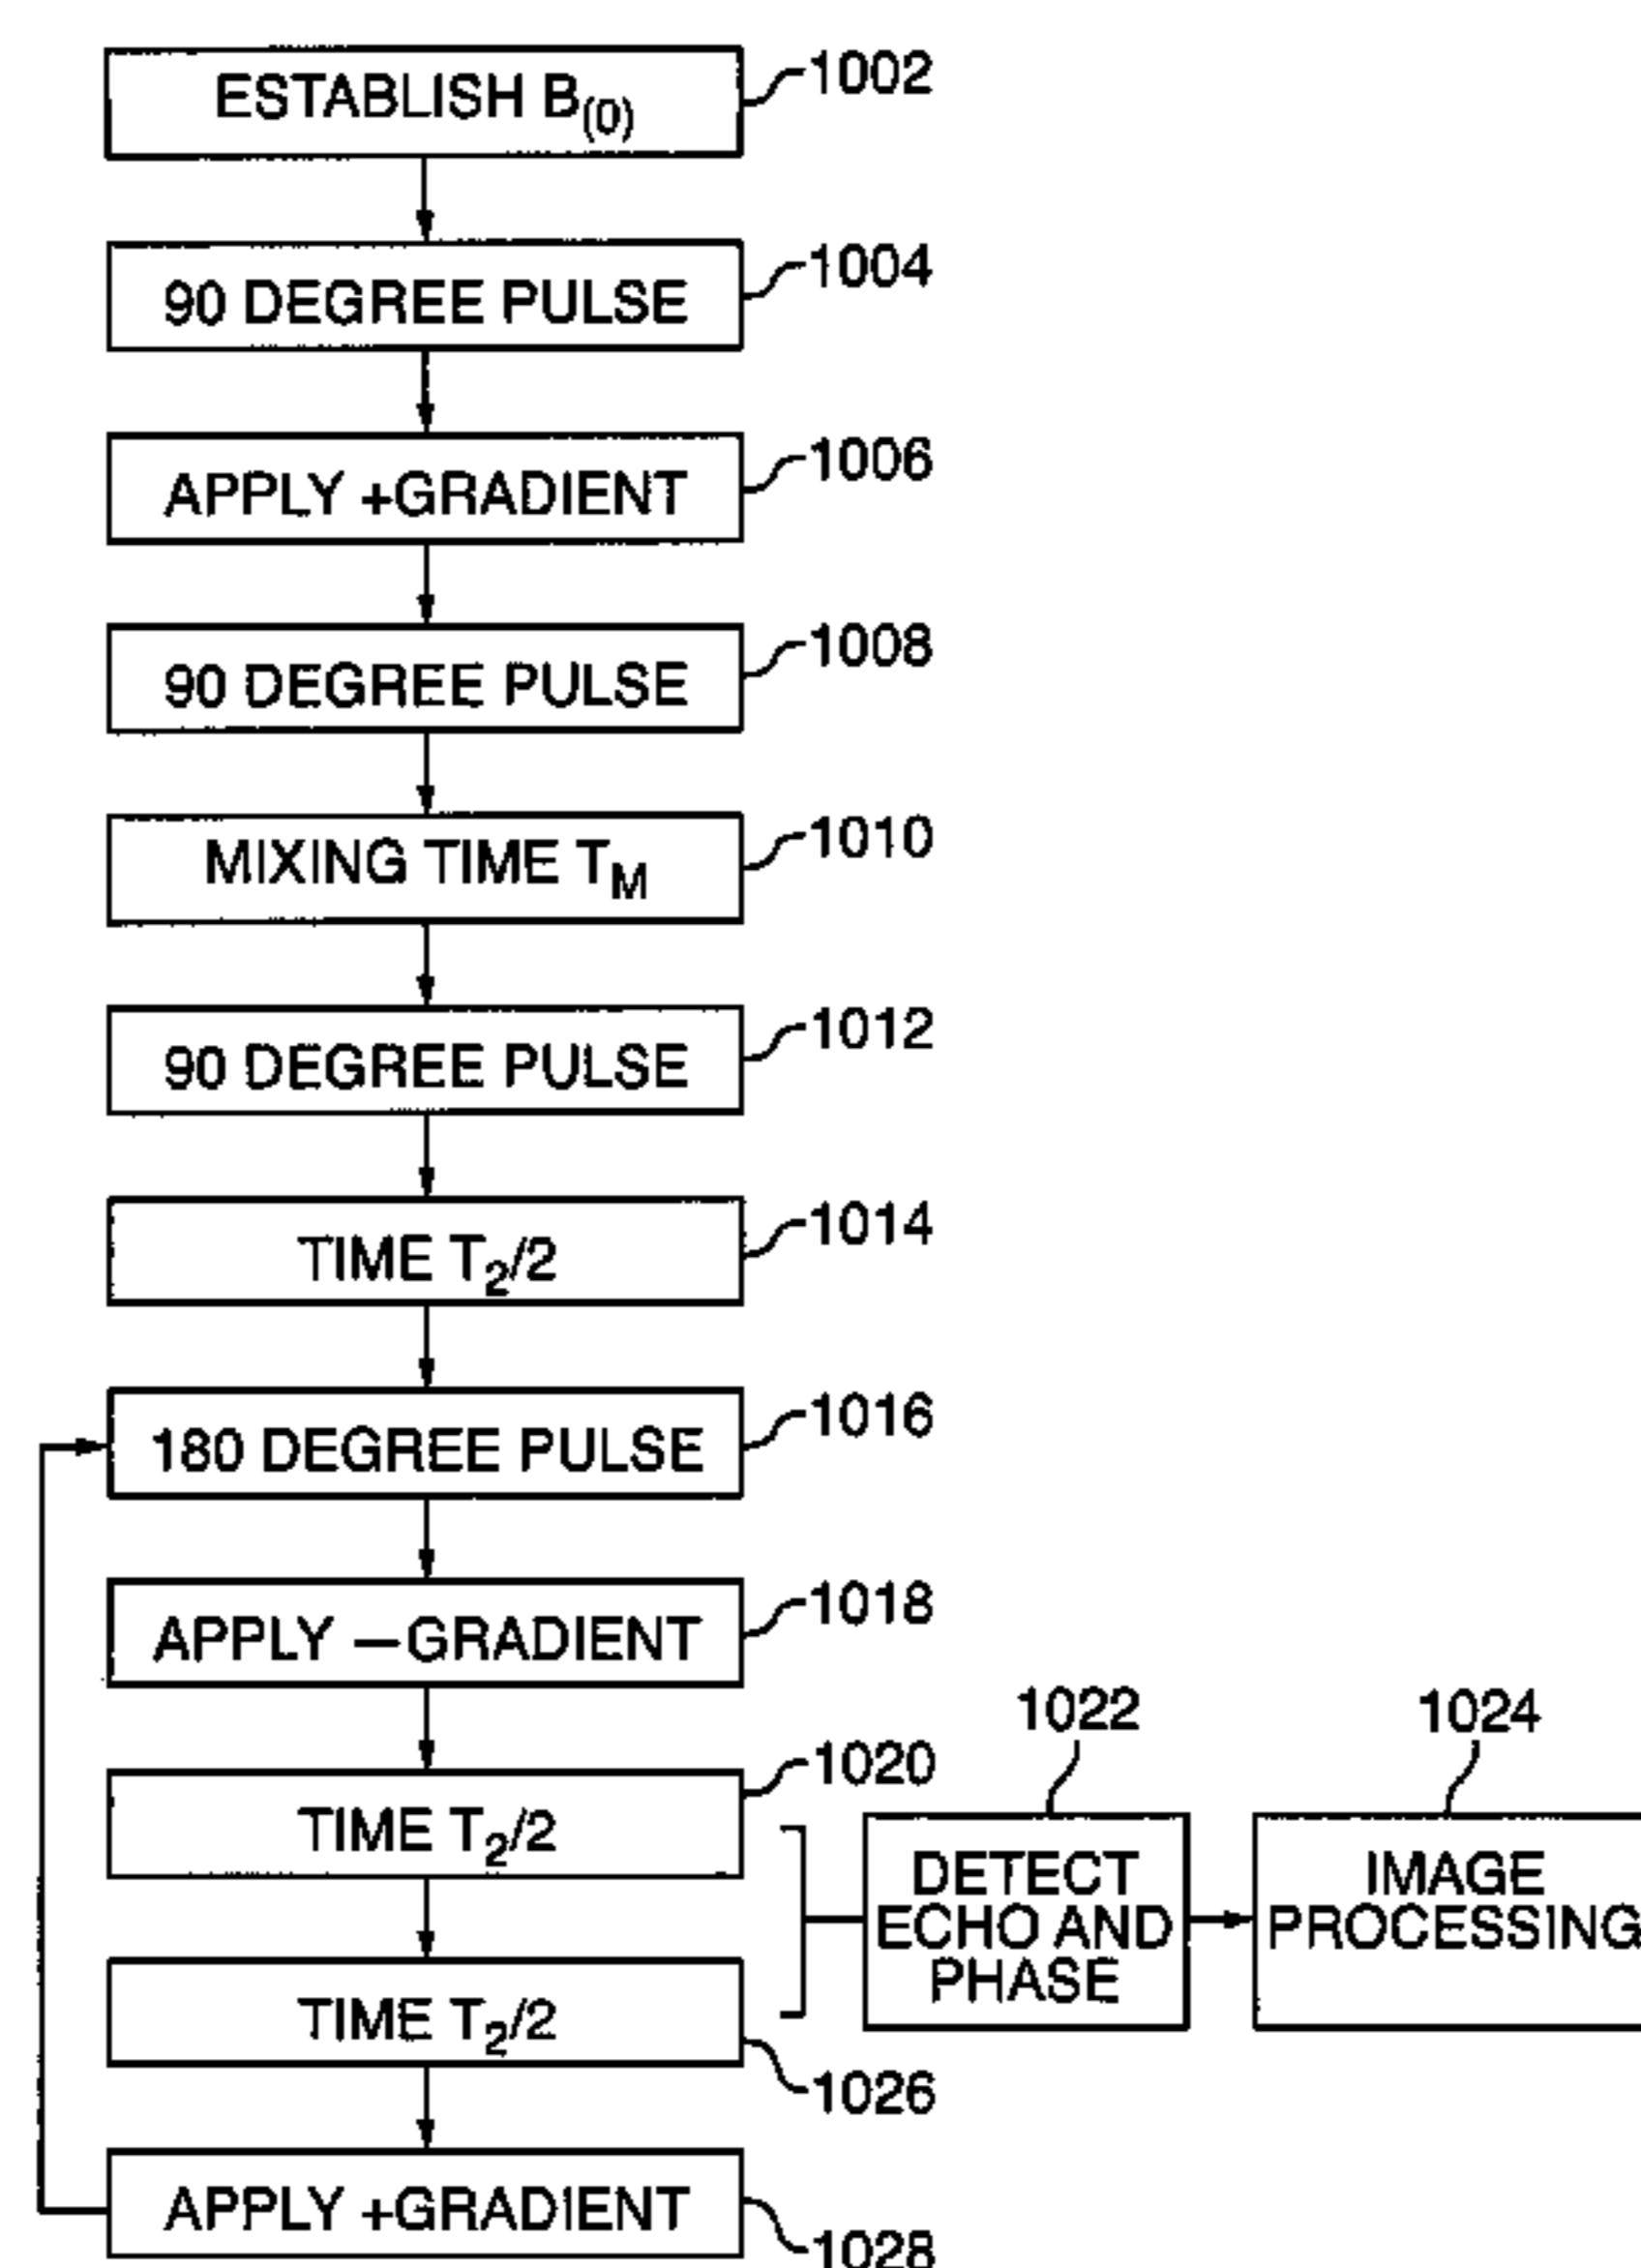 ESTABLISH B(0)
1002
90 DEGREE PULSE
1004
APPLY +GRADIENT
1006
90 DEGREE PULSE
1008
MIXING TIME TM
1010
90 DEGREE PULSE
1012
TIME T2/2
1014
180 DEGREE PULSE
1016
APPLY —GRADIENT
1018
TIME T2/2
1020
1022
DETECT
ECHO AND
PHASE
1024
IMAGE
PROCESSING
TIME T2/2
1026
APPLY +GRADIENT
1028